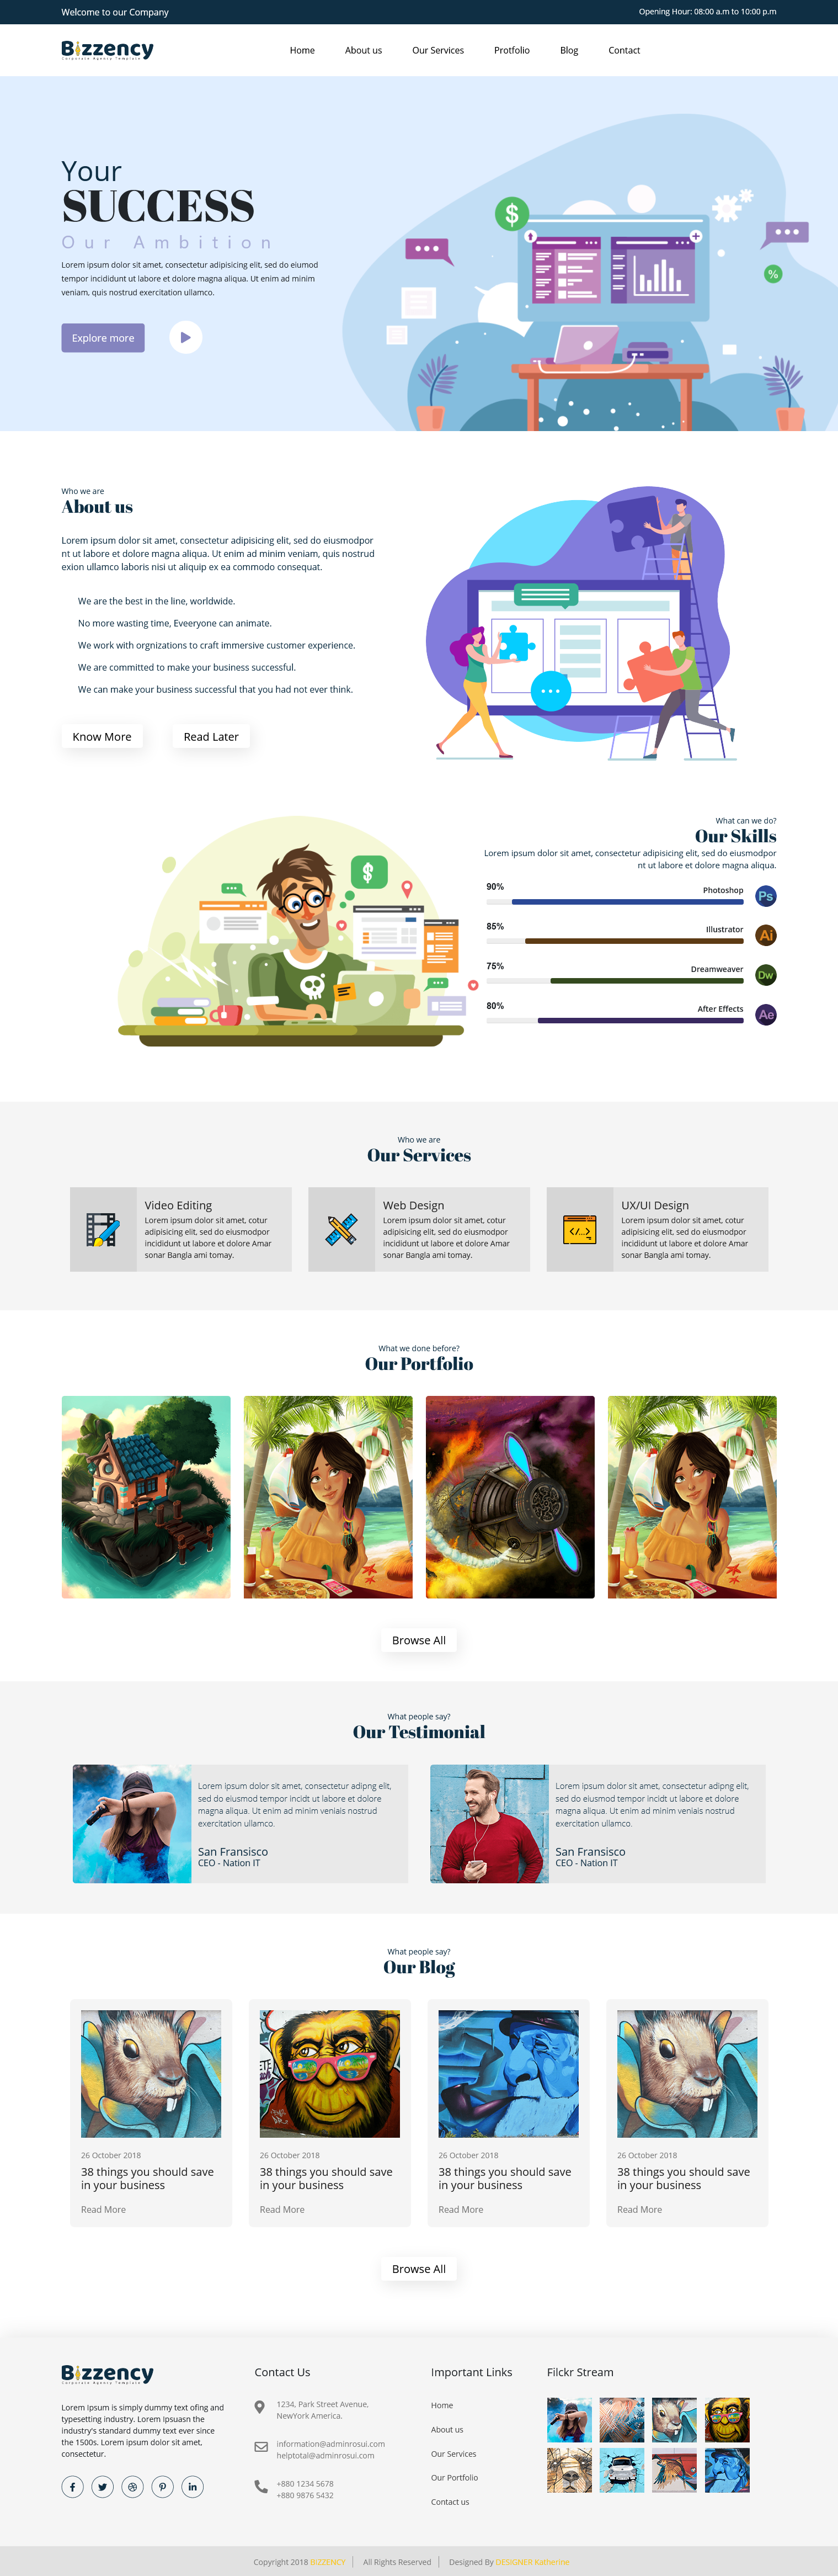 Welcome to our Company
Opening Hour: 08:00 a.m to 10:00 p.m
Bizzency
Corporate Agency Template
Home
About us
Our Services
Protfolio
Blog
Contact
Your
SUCCESS
Our Ambition
Lorem ipsum dolor sit amet, consectetur adipisicing elit, sed do eiumod
tempor incididunt ut labore et dolore magna aliqua. Ut enim ad minim
veniam, quis nostrud exercitation ullamco.
Explore more
$
%
Who we are
About us
Lorem ipsum dolor sit amet, consectetur adipisicing elit, sed do eiusmodpor
nt ut labore et dolore magna aliqua. Ut enim ad minim veniam, quis nostrud
exion ullamco laboris nisi ut aliquip ex ea commodo consequat.
We are the best in the line, worldwide.
No more wasting time, Eveeryone can animate.
We work with orgnizations to craft immersive customer experience.
We are committed to make your business successful.
We can make your business successful that you had not ever think.
Know More
Read Later
$
What can we do?
Our Skills
Lorem ipsum dolor sit amet, consectetur adipisicing elit, sed do eiusmodpor
nt ut labore et dolore magna aliqua.
90%
Photoshop
Ps
85%
Illustrator
Ai
75%
Dreamweaver
Dw
80%
After Effects
Ae
Who we are
Our Services
Video Editing
Lorem ipsum dolor sit amet, cotur
adipisicing elit, sed do eiusmodpor
incididunt ut labore et dolore Amar
sonar Bangla ami tomay.
Web Design
Lorem ipsum dolor sit amet, cotur
adipisicing elit, sed do eiusmodpor
incididunt ut labore et dolore Amar
sonar Bangla ami tomay.
</>
UX/UI Design
Lorem ipsum dolor sit amet, cotur
adipisicing elit, sed do eiusmodpor
incididunt ut labore et dolore Amar
sonar Bangla ami tomay.
What we done before?
Our Portfolio
Browse All
What people say?
Our Testimonial
Lorem ipsum dolor sit amet, consectetur adipng elit,
sed do eiusmod tempor incidt ut labore et dolore
magna aliqua. Ut enim ad minim veniais nostrud
exercitation ullamco.
San Fransisco
CEO - Nation IT
Lorem ipsum dolor sit amet, consectetur adipng elit,
sed do eiusmod tempor incidt ut labore et dolore
magna aliqua. Ut enim ad minim veniais nostrud
exercitation ullamco.
San Fransisco
CEO - Nation IT
What people say?
Our Blog
26 October 2018
38 things you should save
in your business
Read More
26 October 2018
38 things you should save
in your business
Read More
26 October 2018
38 things you should save
in your business
Read More
26 October 2018
38 things you should save
in your business
Read More
Browse All
Bizzency
Corporate Agency Template
Lorem Ipsum is simply dummy text ofing and
typesetting industry. Lorem Ipsuasn the
industry's standard dummy text ever since
the 1500s. Lorem ipsum dolor sit amet,
consectetur.
Contact Us
1234, Park Street Avenue,
NewYork America.
information@adminrosui.com
helptotal@adminrosui.com
+880 1234 5678
+880 9876 5432
Important Links
Home
About us
Our Services
Our Portfolio
Contact us
Filckr Stream
Copyright 2018 BIZZENCY
All Rights Reserved
Designed By DESIGNER Katherine